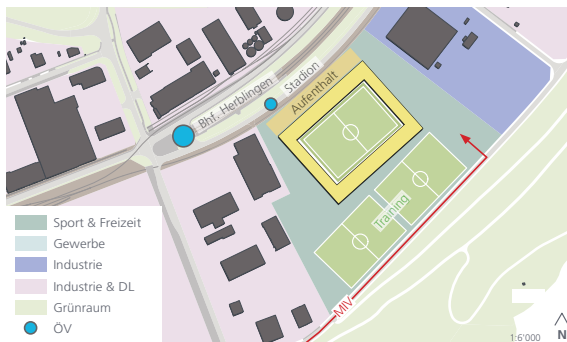 Bhf. Herblingen
Stadion
Aufenthalt
Training
MIV
Sport & Freizeit
Gewerbe
Industrie
Industrie & DL
Grünraum
ÖV
1:6'000
N